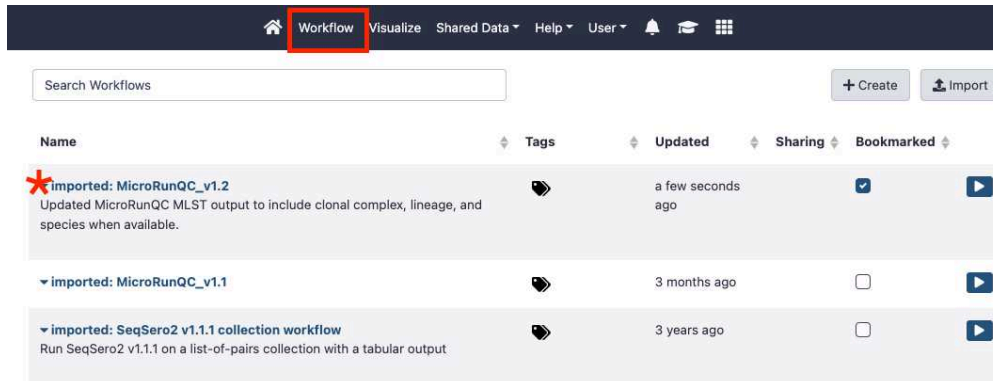 Workflow Visualize Shared Data Help User
Search Workflows
+ Create Import
Name Tags Updated Sharing Bookmarked
imported: MicroRunQC_v1.2 a few seconds
Updated MicroRunQC MLST output to include clonal complex, lineage, and ago
species when available.
imported: MicroRunQC_v1.1 3 months ago
imported: SeqSero2 v1.1.1 collection workflow 3 years ago
Run SeqSero2 v1.1.1 on a list-of-pairs collection with a tabular output